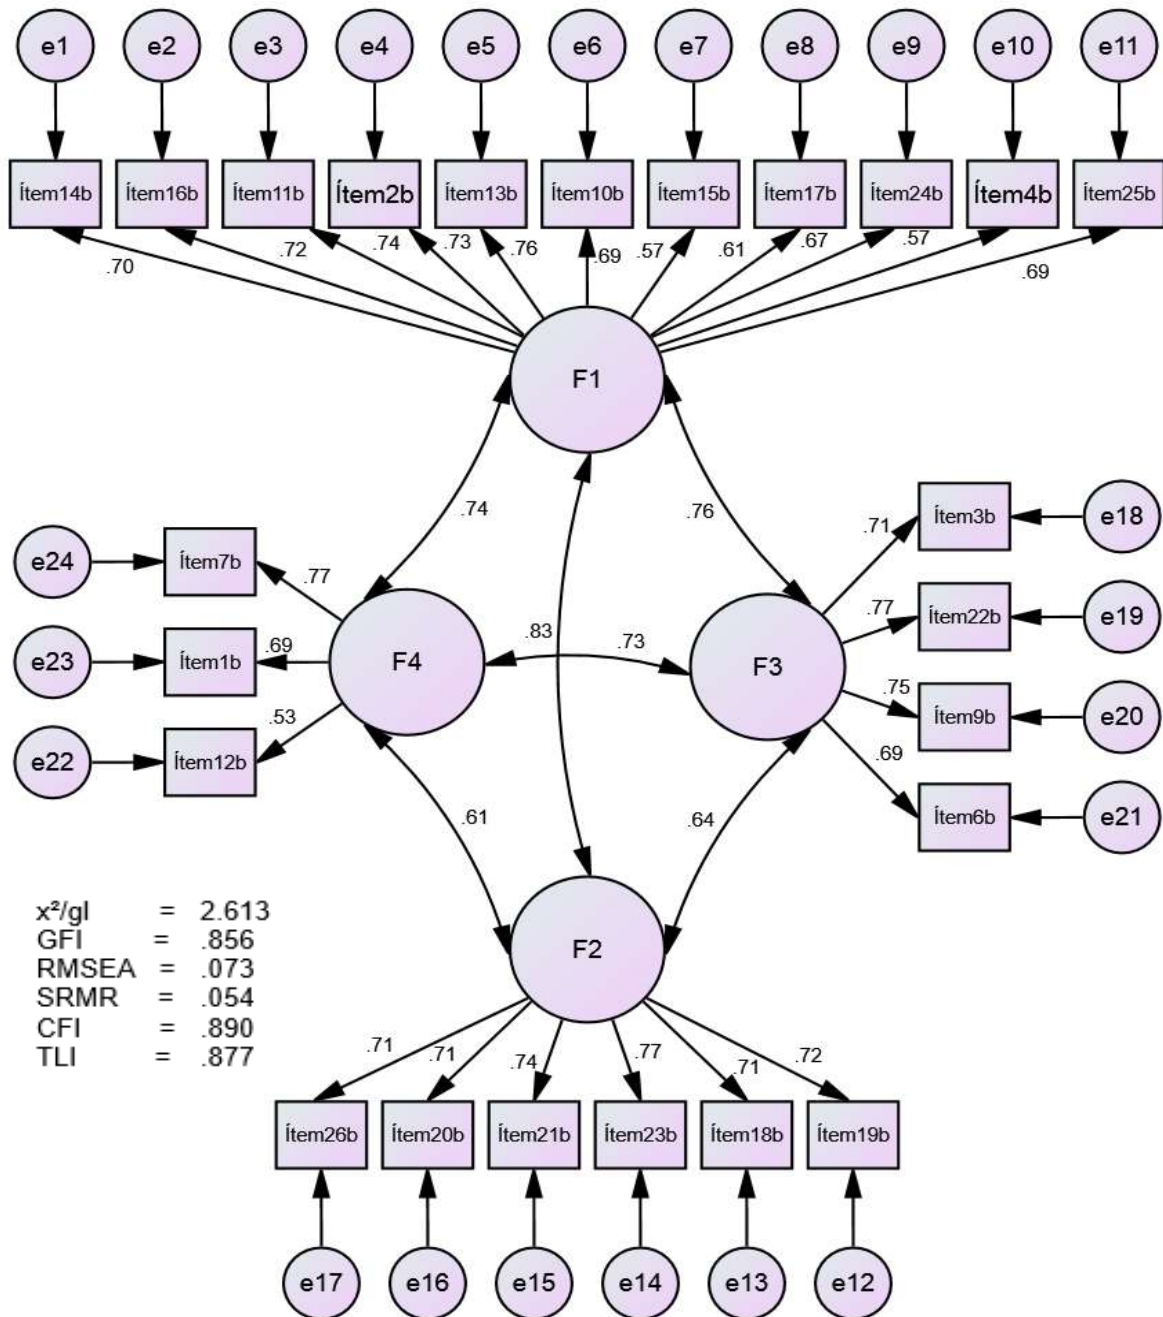 e1 e2 e3 e4 e5 e6 e7 e8 e9 e10 e11
Ítem14b Ítem16b Ítem11b Ítem2b Ítem13b Ítem10b Ítem15b Ítem17b Ítem24b Ítem4b Ítem25b
.70 .72 .74 .73 .76 .69 .57 .61 .67 .57 .69
F1
.74 .76
.83 .73
.61 .64
e24 Ítem7b .77
e23 Ítem1b .69
e22 Ítem12b .53
F4
F3
.71 Ítem3b e18
.77 Ítem22b e19
.75 Ítem9b e20
.69 Ítem6b e21
x²/gl = 2.613
GFI = .856
RMSEA = .073
SRMR = .054
CFI = .890
TLI = .877
F2
.71 .71 .74 .77 .71 .72
Ítem26b Ítem20b Ítem21b Ítem23b Ítem18b Ítem19b
e17 e16 e15 e14 e13 e12